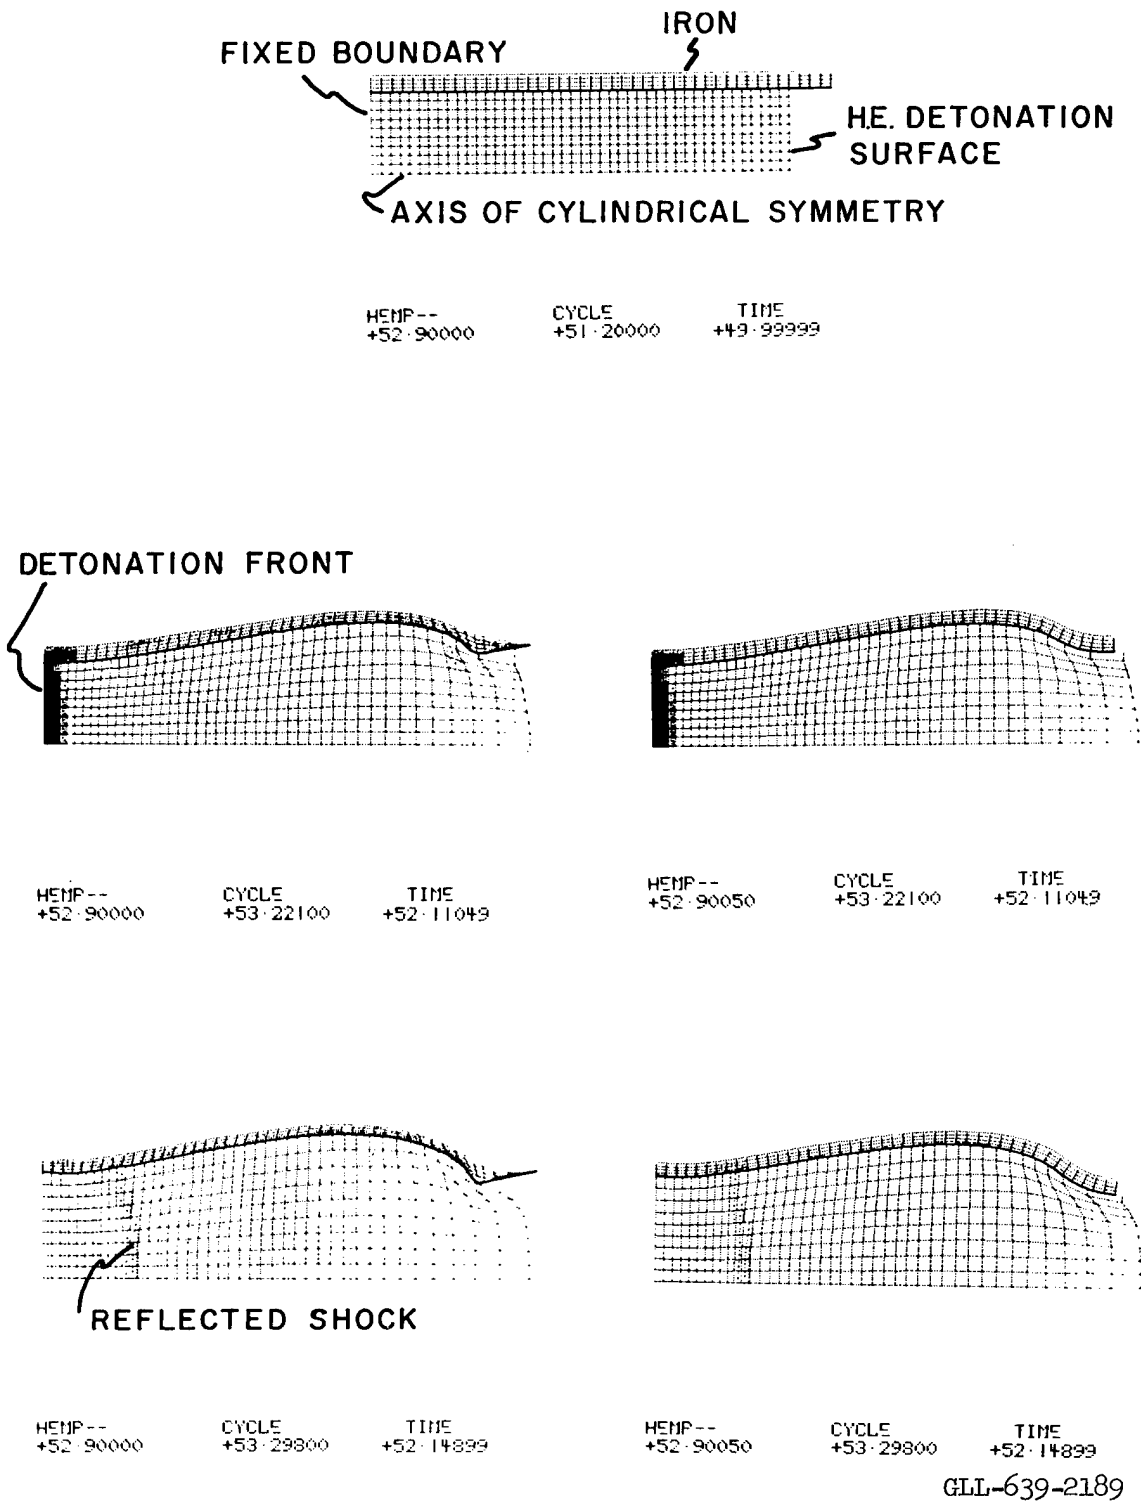 IRON
FIXED BOUNDARY
H.E. DETONATION
SURFACE
AXIS OF CYLINDRICAL SYMMETRY
HEMP-- CYCLE TIME
+52.90000 +51.20000 +49.99999
DETONATION FRONT
HEMP-- CYCLE TIME
+52.90000 +53.22100 +52.11049
HEMP-- CYCLE TIME
+52.90050 +53.22100 +52.11049
REFLECTED SHOCK
HEMP-- CYCLE TIME
+52.90000 +53.29800 +52.14899
HEMP-- CYCLE TIME
+52.90050 +53.29800 +52.14899
GLL-639-2189